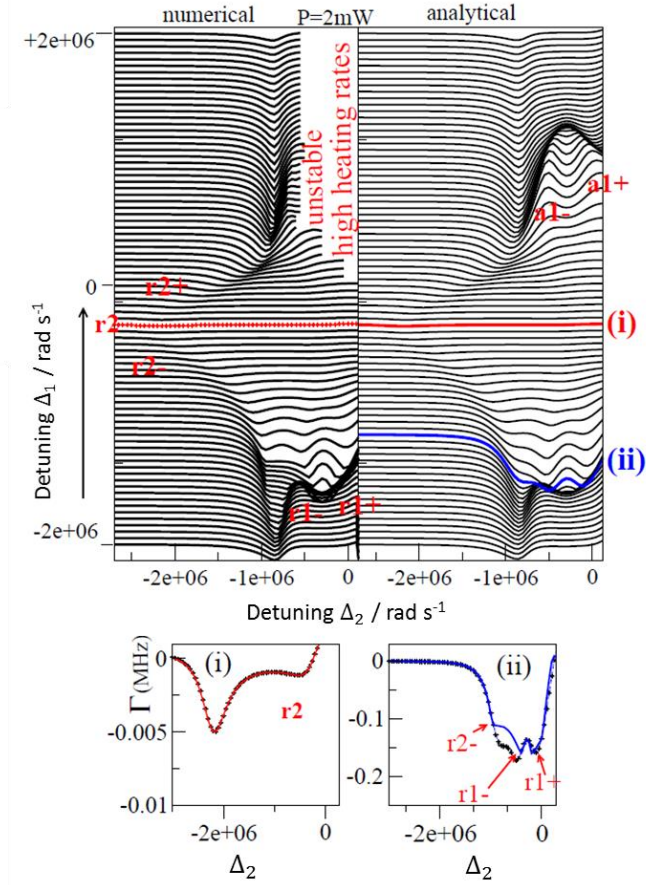 numerical P=2mW analytical
+2e+06
unstable
high heating rates
a1+
a1-
0
r2+
r2
(i)
r2-
(ii)
r1- r1+
-2e+06
Detuning Δ1 / rad s-1
-2e+06 -1e+06 0 -2e+06 -1e+06 0
Detuning Δ2 / rad s-1
Γ(MHz)
0
-0.005
-0.01
(i)
r2
-2e+06 0
Δ2
0
-0.1
-0.2
(ii)
r2-
r1-
r1+
-2e+06 0
Δ2